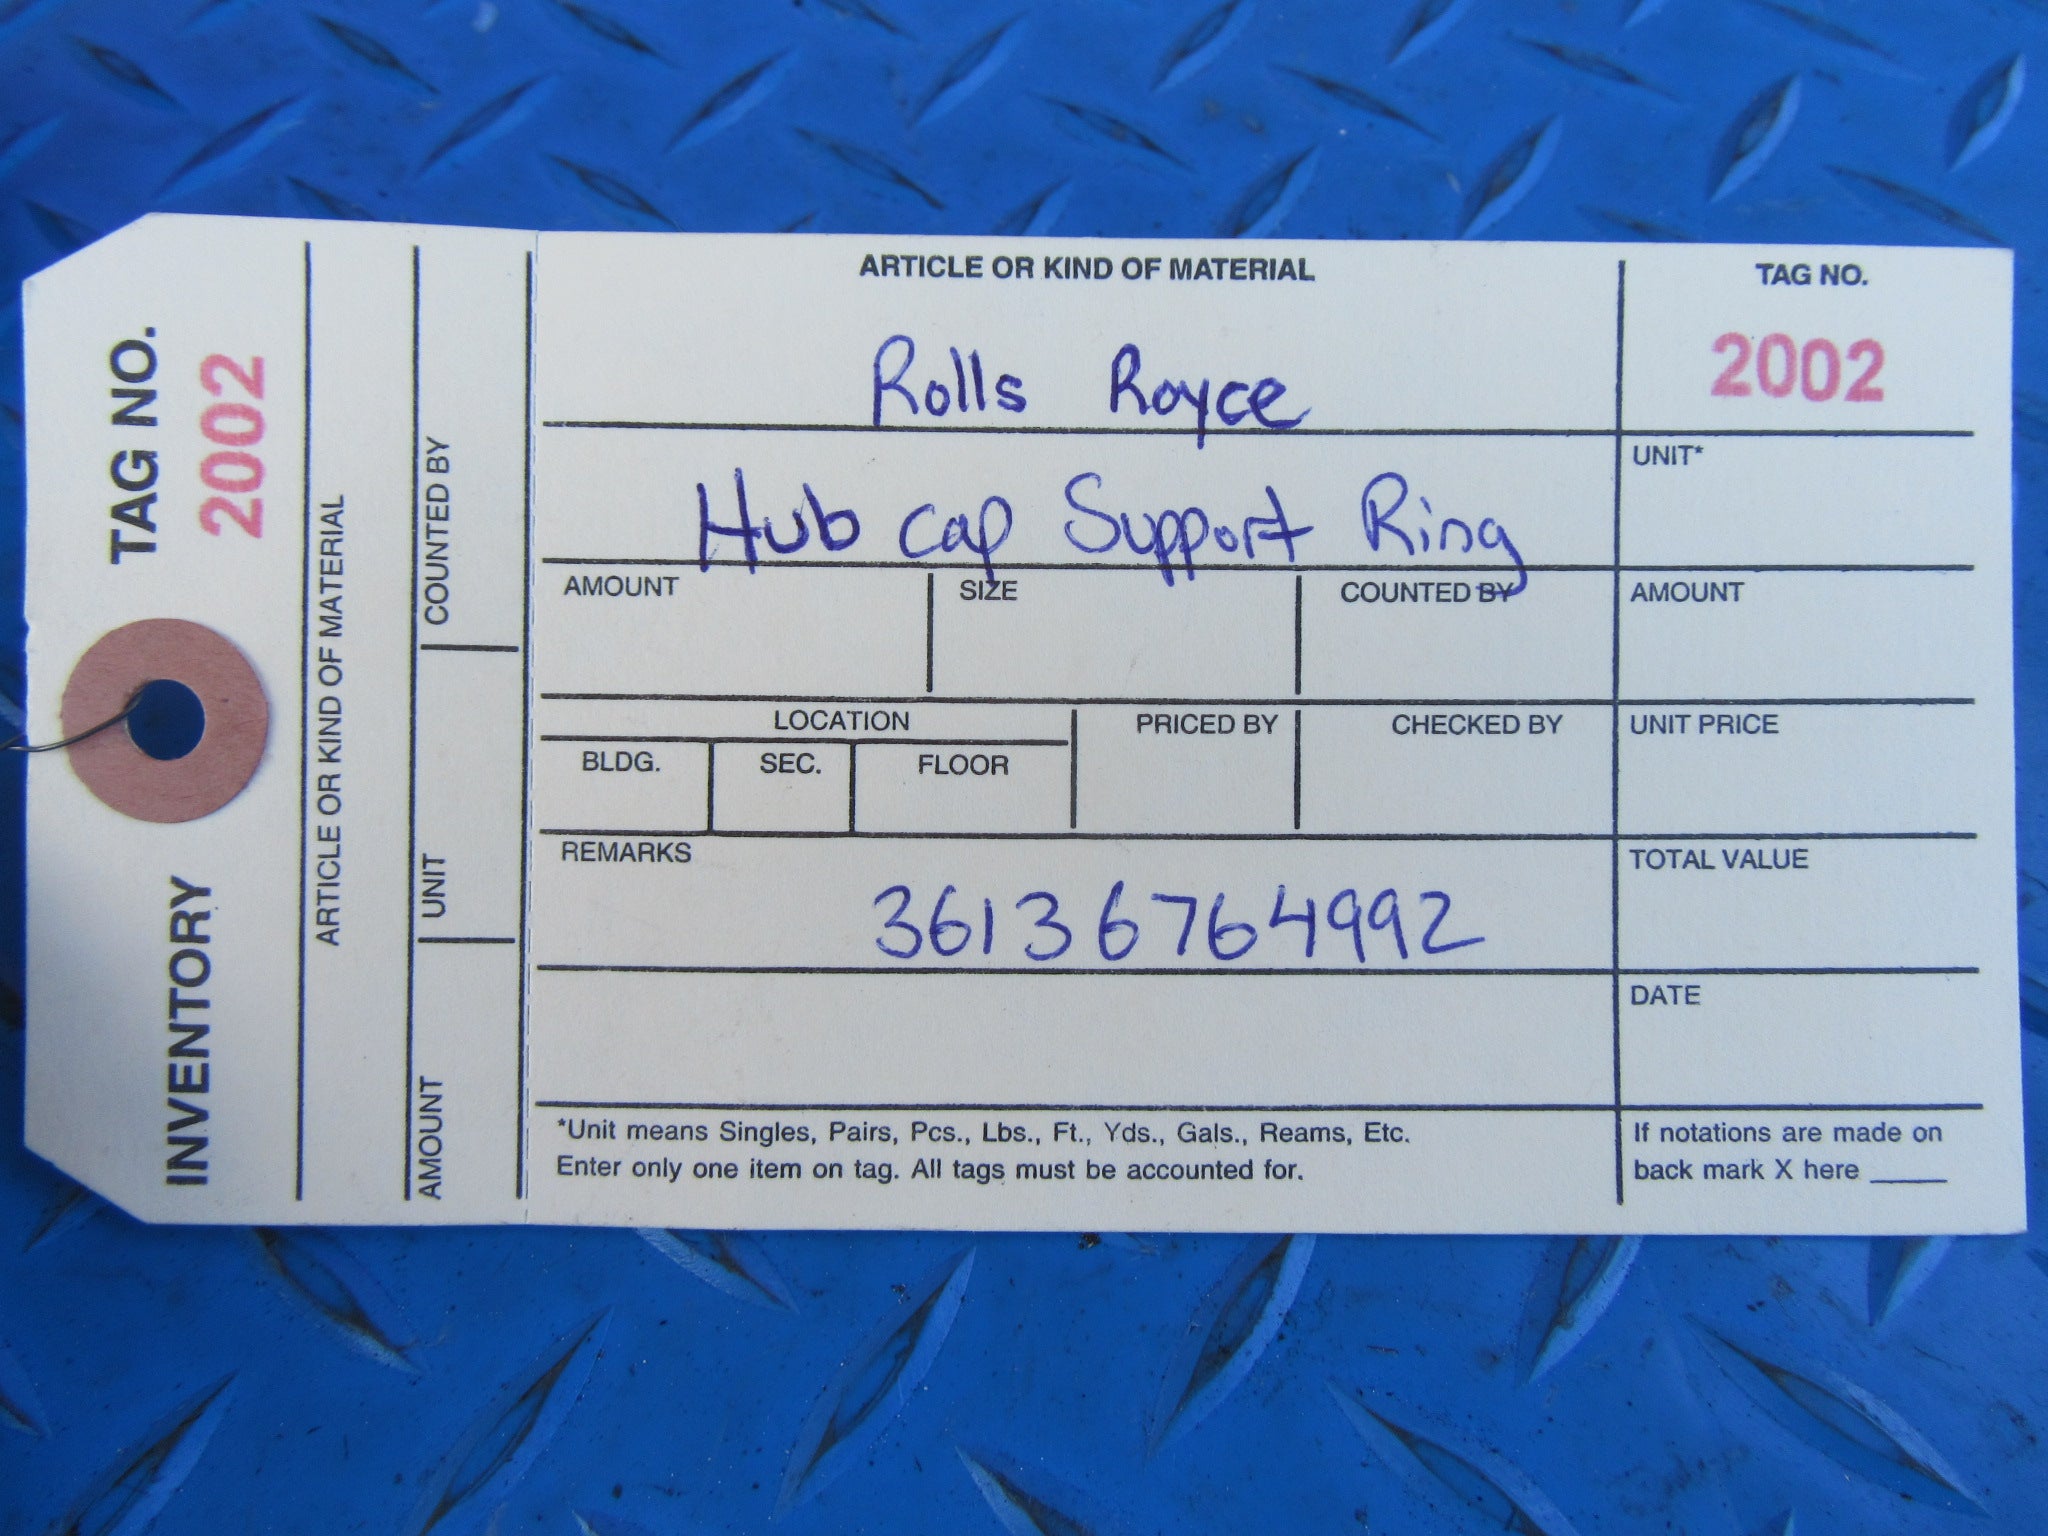 TAG NO.
2002
INVENTORY
ARTICLE OR KIND OF MATERIAL
COUNTED BY
UNIT
AMOUNT
ARTICLE OR KIND OF MATERIAL
Rolls Royce
Hub cap Support Ring
TAG NO.
2002
UNIT*
AMOUNT
SIZE
COUNTED BY
AMOUNT
LOCATION
BLDG.
SEC.
FLOOR
PRICED BY
CHECKED BY
UNIT PRICE
REMARKS
36136764992
TOTAL VALUE
DATE
*Unit means Singles, Pairs, Pcs., Lbs., Ft., Yds., Gals., Reams, Etc.
Enter only one item on tag. All tags must be accounted for.
If notations are made on
back mark X here ____